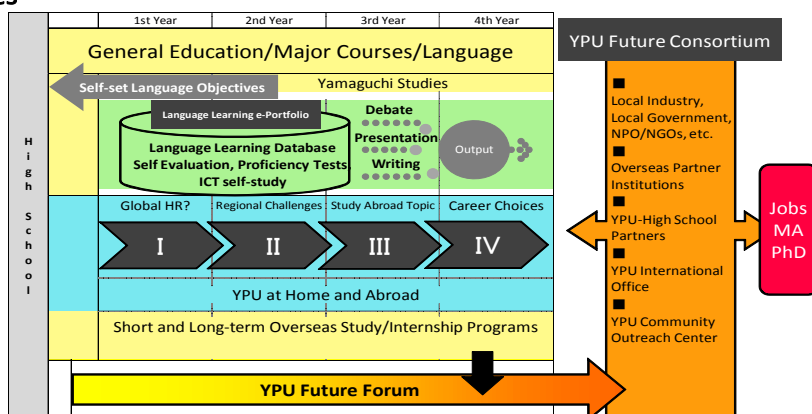 1st Year 2nd Year 3rd Year 4th Year
General Education/Major Courses/Language
YPU Future Consortium
Self-set Language Objectives
Yamaguchi Studies
Language Learning e-Portfolio
Language Learning Database
Self Evaluation, Proficiency Tests,
ICT self-study
Debate
Presentation
Writing
Output
High School
Global HR? Regional Challenges Study Abroad Topic Career Choices
I II III IV
YPU at Home and Abroad
Short and Long-term Overseas Study/Internship Programs
YPU Future Forum
Local Industry,
Local Government,
NPO/NGOs, etc.
Overseas Partner
Institutions
YPU-High School
Partners
YPU International
Office
YPU Community
Outreach Center
Jobs
MA
PhD